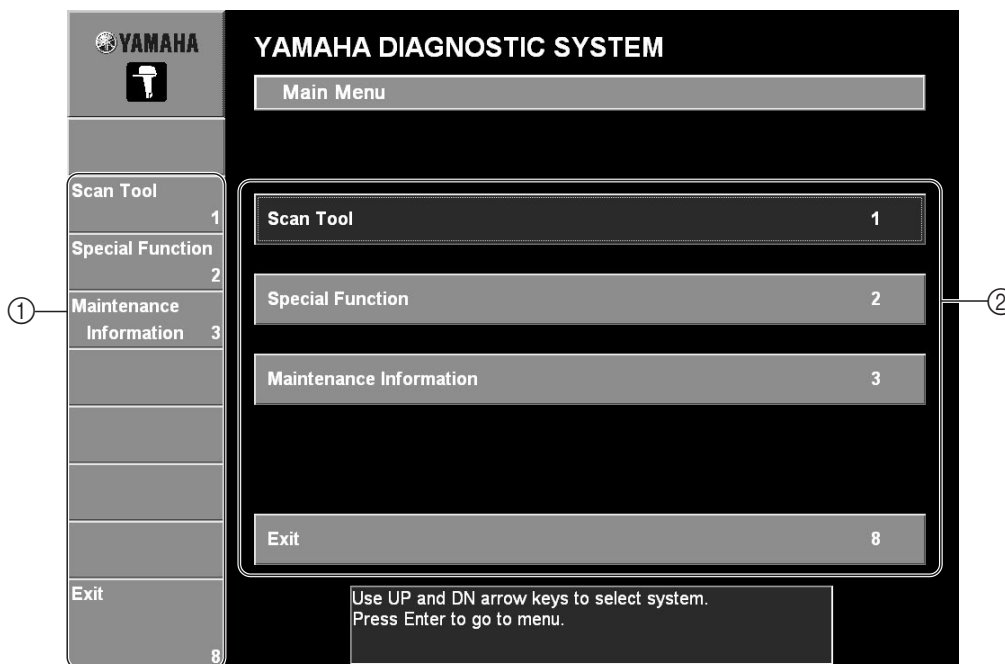 YAMAHA
YAMAHA DIAGNOSTIC SYSTEM
Main Menu
Scan Tool
1
Special Function
2
Maintenance
Information 3
Exit
8
Scan Tool 1
Special Function 2
Maintenance Information 3
Exit 8
Use UP and DN arrow keys to select system.
Press Enter to go to menu.
①
②